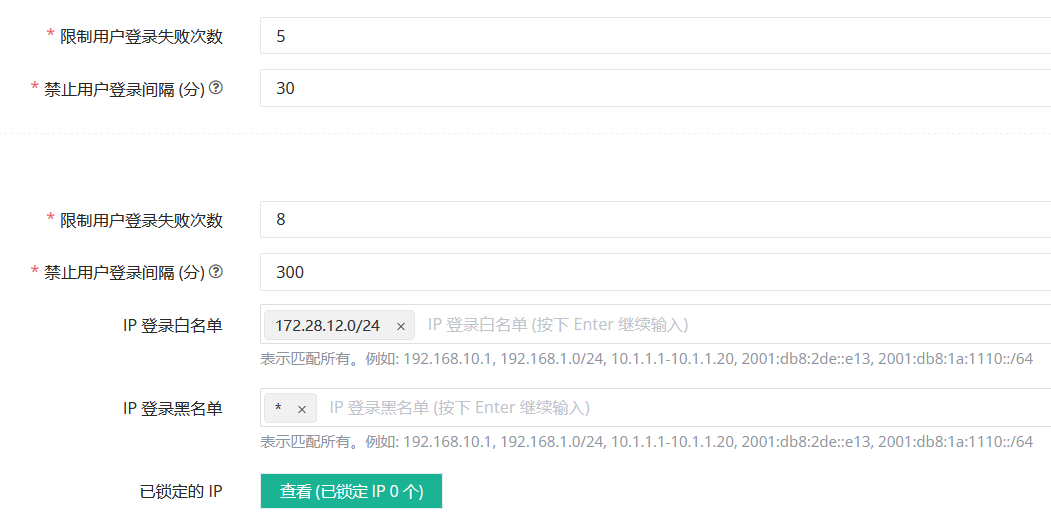 * 限制用户登录失败次数 5
* 禁止用户登录间隔 (分) ? 30
* 限制用户登录失败次数 8
* 禁止用户登录间隔 (分) ? 300
IP 登录白名单 172.28.12.0/24 × IP 登录白名单 (按下 Enter 继续输入)
表示匹配所有。例如: 192.168.10.1, 192.168.1.0/24, 10.1.1.1-10.1.1.20, 2001:db8:2de::e13, 2001:db8:1a:1110::/64
IP 登录黑名单 * × IP 登录黑名单 (按下 Enter 继续输入)
表示匹配所有。例如: 192.168.10.1, 192.168.1.0/24, 10.1.1.1-10.1.1.20, 2001:db8:2de::e13, 2001:db8:1a:1110::/64
已锁定的 IP 查看 (已锁定 IP 0 个)